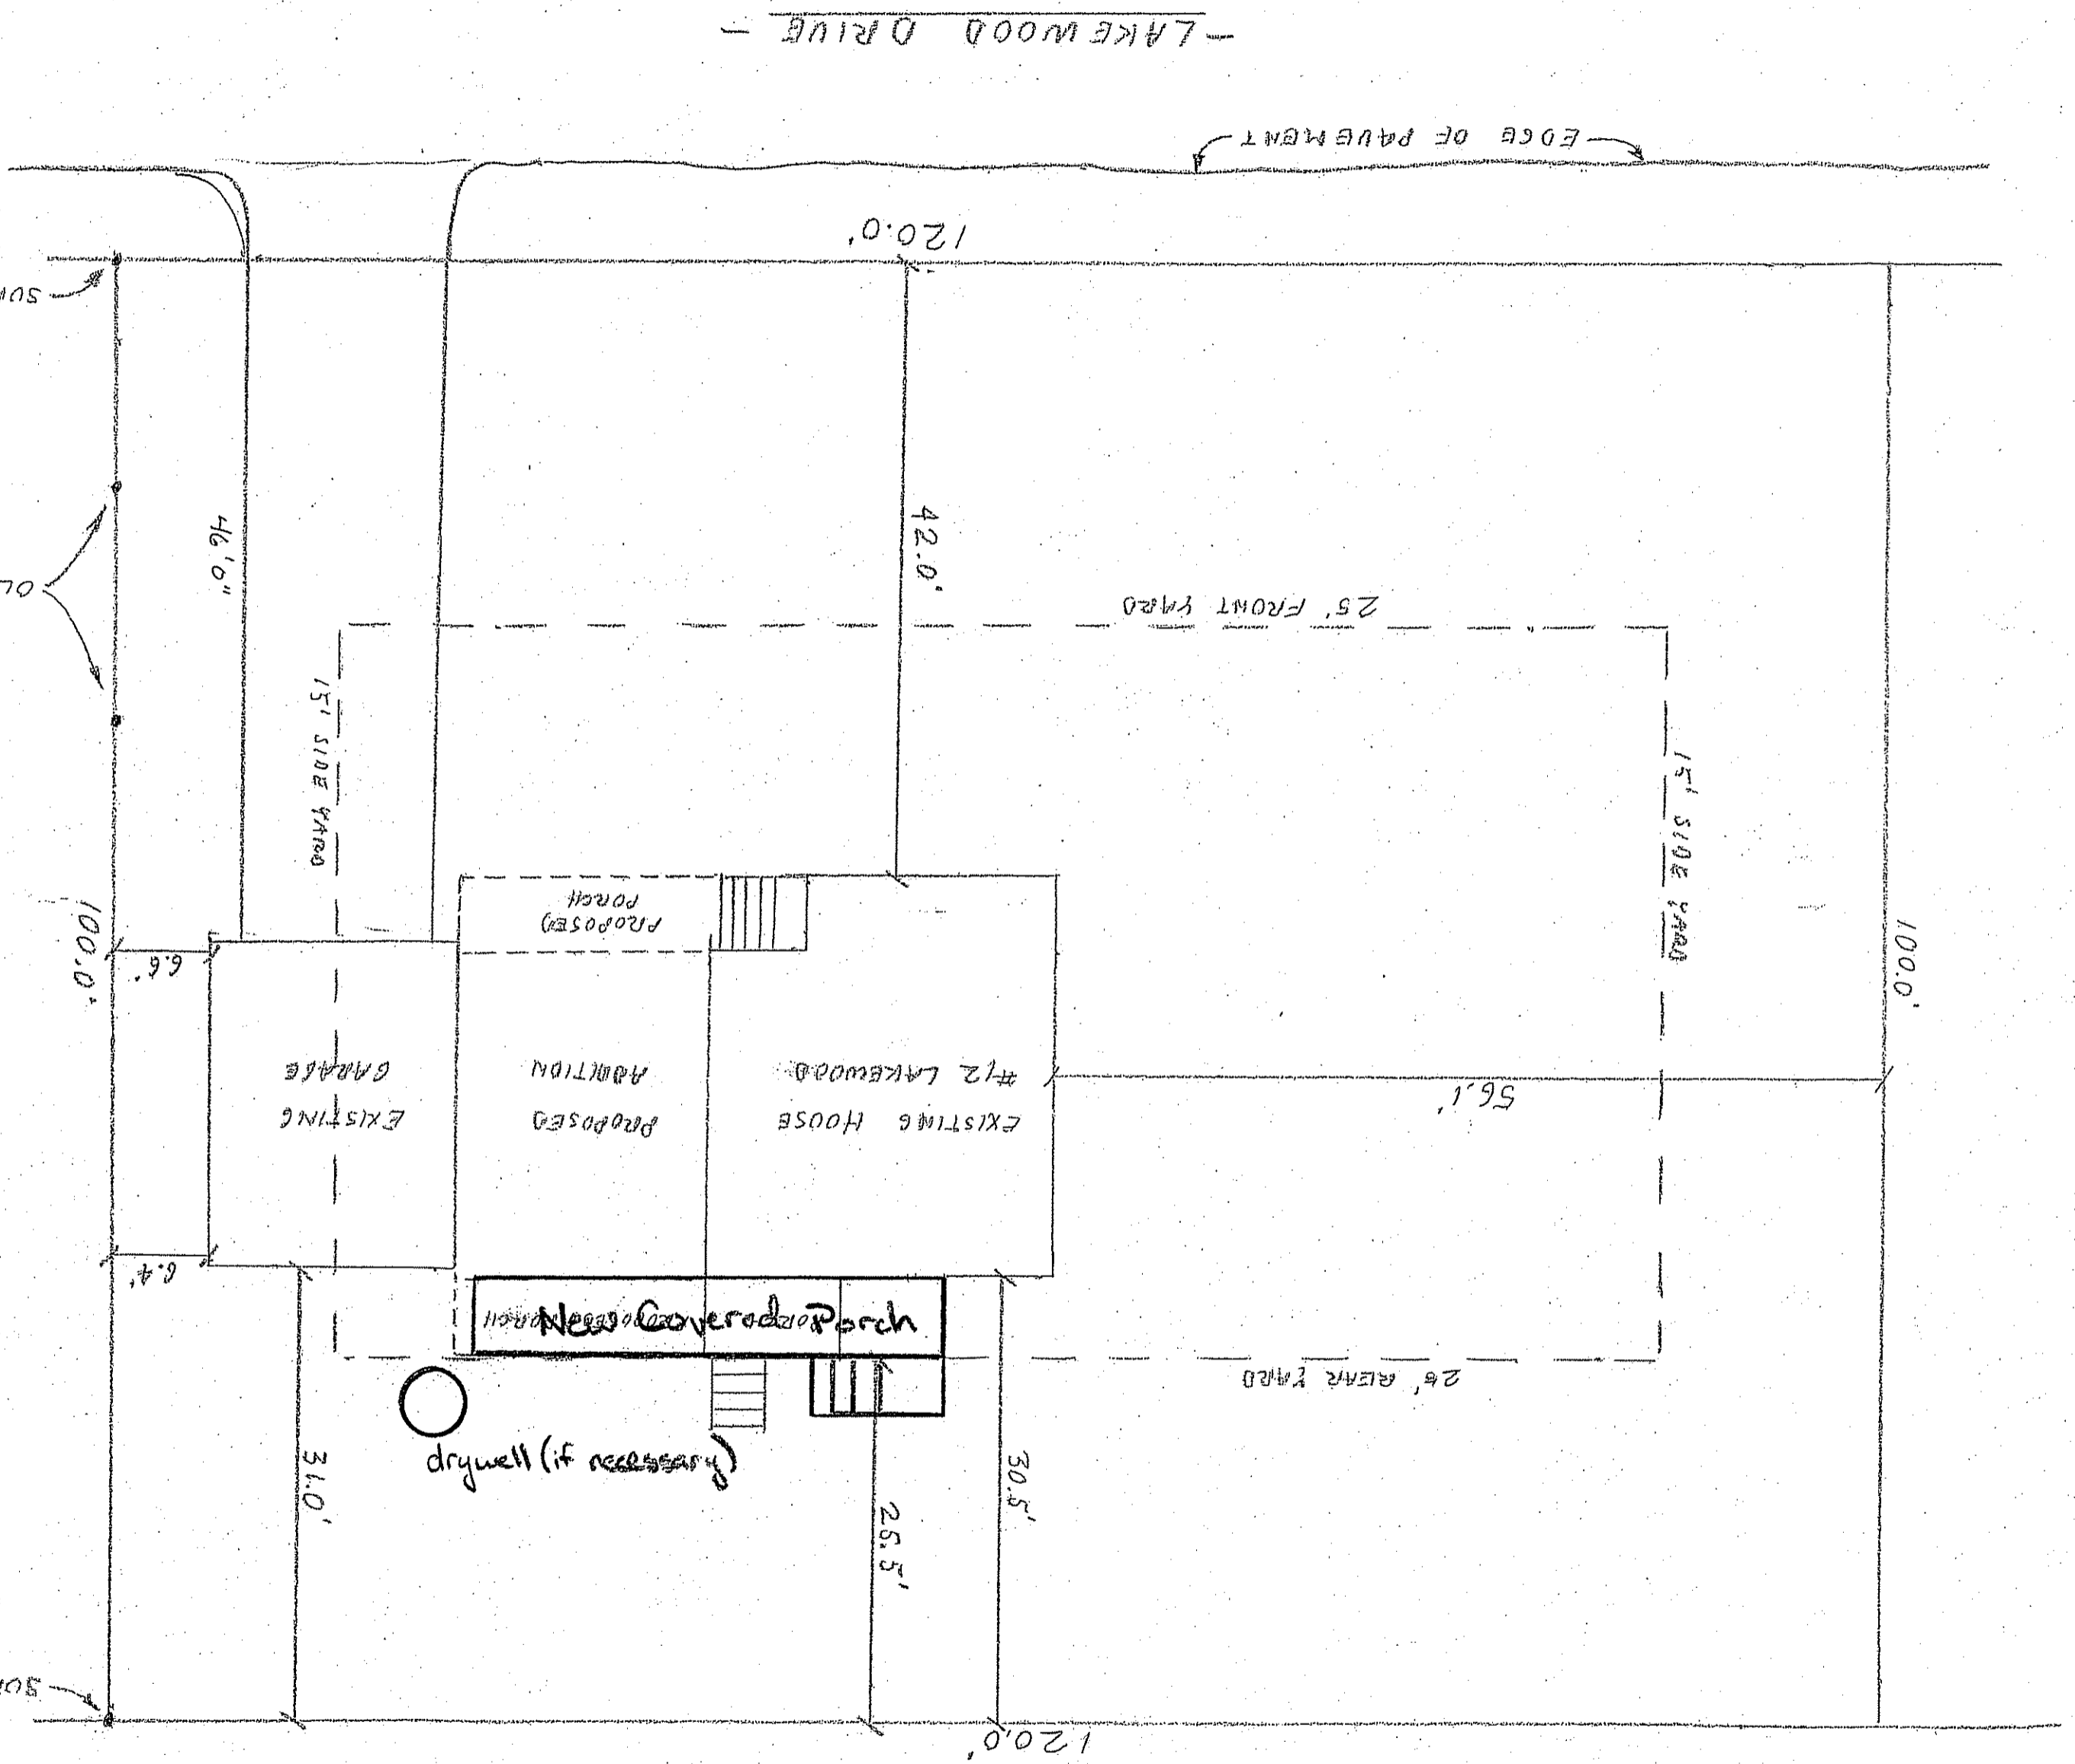 - LAKEWOOD DRIVE -
EDGE OF PAVEMENT
120.0'
46'0"
42.0'
25' FRONT YARD
15' SIDE YARD
15' SIDE YARD
100.0'
100.0'
6.6'
PROPOSED
PORCH
EXISTING
GARAGE
PROPOSED
ADDITION
EXISTING HOUSE
#12 LAKEWOOD
56.1'
6.4'
New Covered Porch
25' REAR YARD
drywell (if necessary)
31.0'
25.5'
30.5'
120.0'